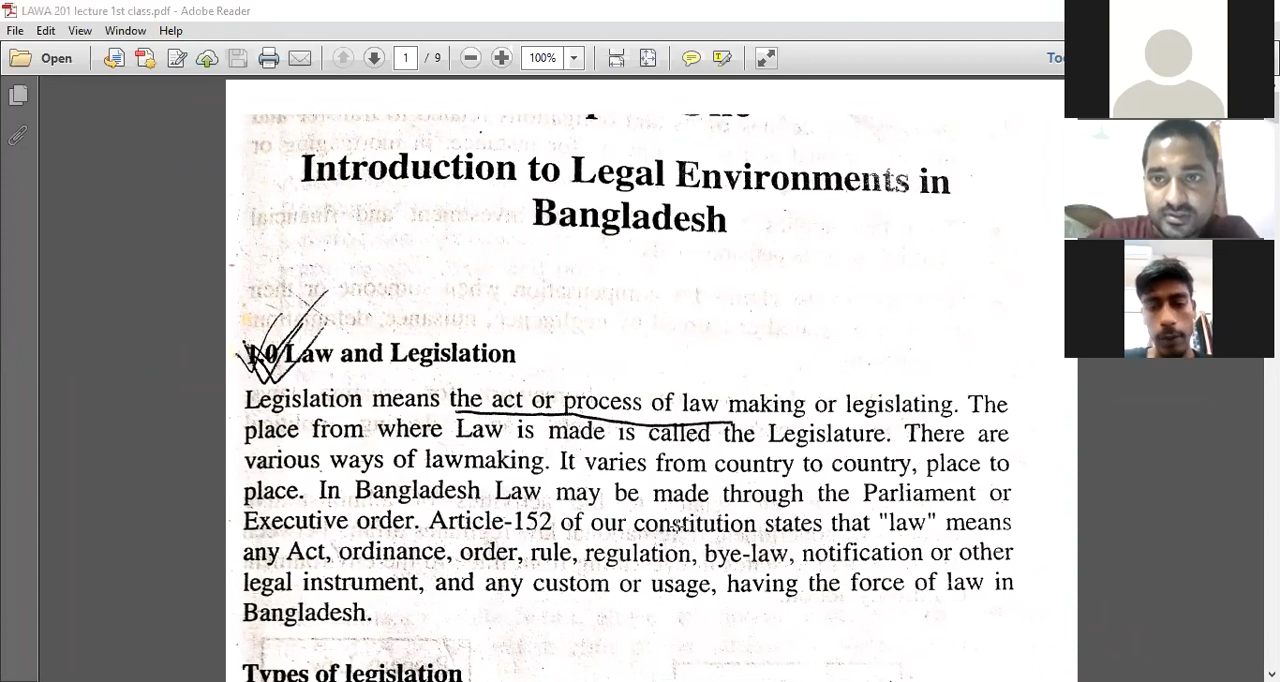 LAWA 201 lecture 1st class.pdf - Adobe Reader
File Edit View Window Help
Open 1 / 9 100%
Introduction to Legal Environments in
Bangladesh
1.0 Law and Legislation
Legislation means the act or process of law making or legislating. The
place from where Law is made is called the Legislature. There are
various ways of lawmaking. It varies from country to country, place to
place. In Bangladesh Law may be made through the Parliament or
Executive order. Article-152 of our constitution states that "law" means
any Act, ordinance, order, rule, regulation, bye-law, notification or other
legal instrument, and any custom or usage, having the force of law in
Bangladesh.
Types of legislation